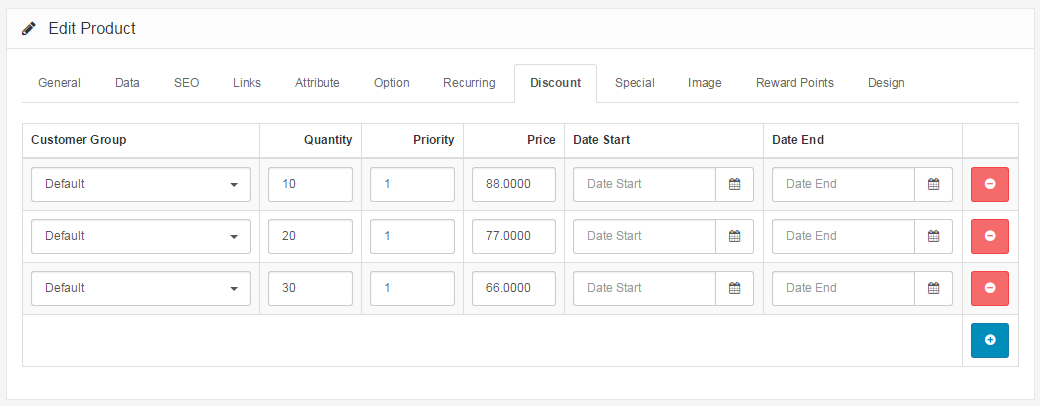 Edit Product
General Data SEO Links Attribute Option Recurring Discount Special Image Reward Points Design
Customer Group Quantity Priority Price Date Start Date End
Default 10 1 88.0000 Date Start Date End
Default 20 1 77.0000 Date Start Date End
Default 30 1 66.0000 Date Start Date End